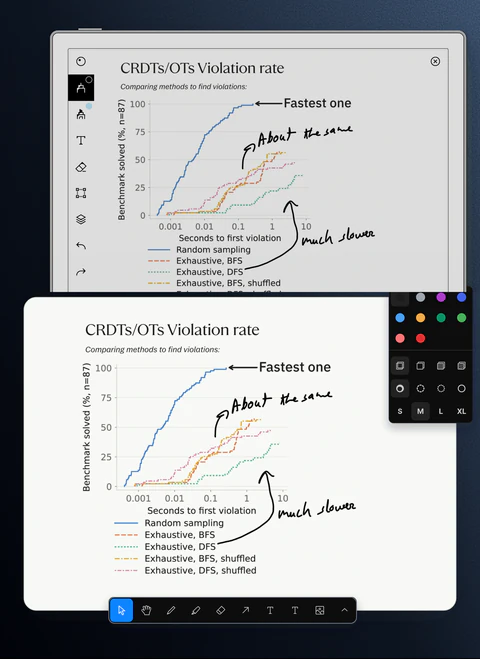 CRDTs/OTs Violation rate
Comparing methods to find violations:
Benchmark solved (%, n=87)
100
75
50
25
0
0.001
0.01
0.1
1
10
Fastest one
About the same
much slower
Seconds to first violation
Random sampling
Exhaustive, BFS
Exhaustive, DFS
Exhaustive, BFS, shuffled
CRDTs/OTs Violation rate
Comparing methods to find violations:
Benchmark solved (%, n=87)
100
75
50
25
0
0.001
0.01
0.1
1
10
Fastest one
About the same
much slower
Seconds to first violation
Random sampling
Exhaustive, BFS
Exhaustive, DFS
Exhaustive, BFS, shuffled
Exhaustive, DFS, shuffled
S M L XL